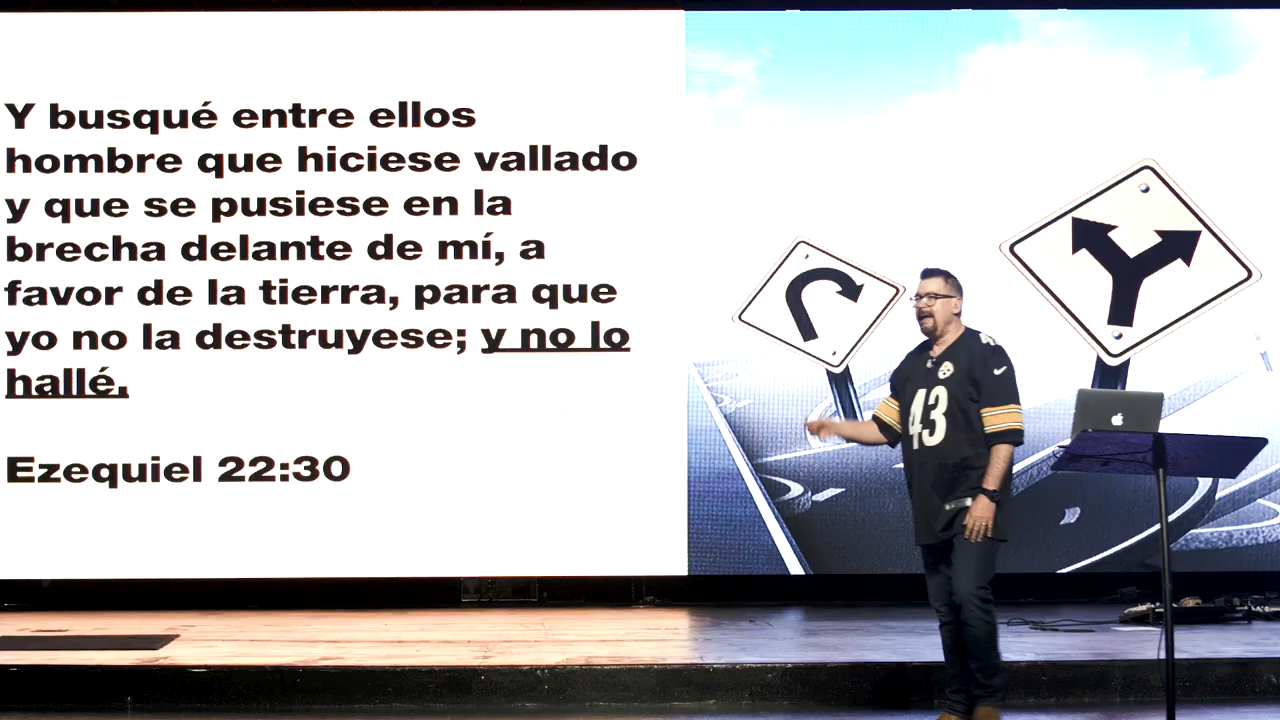 Y busqué entre ellos
hombre que hiciese vallado
y que se pusiese en la
brecha delante de mí, a
favor de la tierra, para que
yo no la destruyese; y no lo
hallé.
Ezequiel 22:30
43